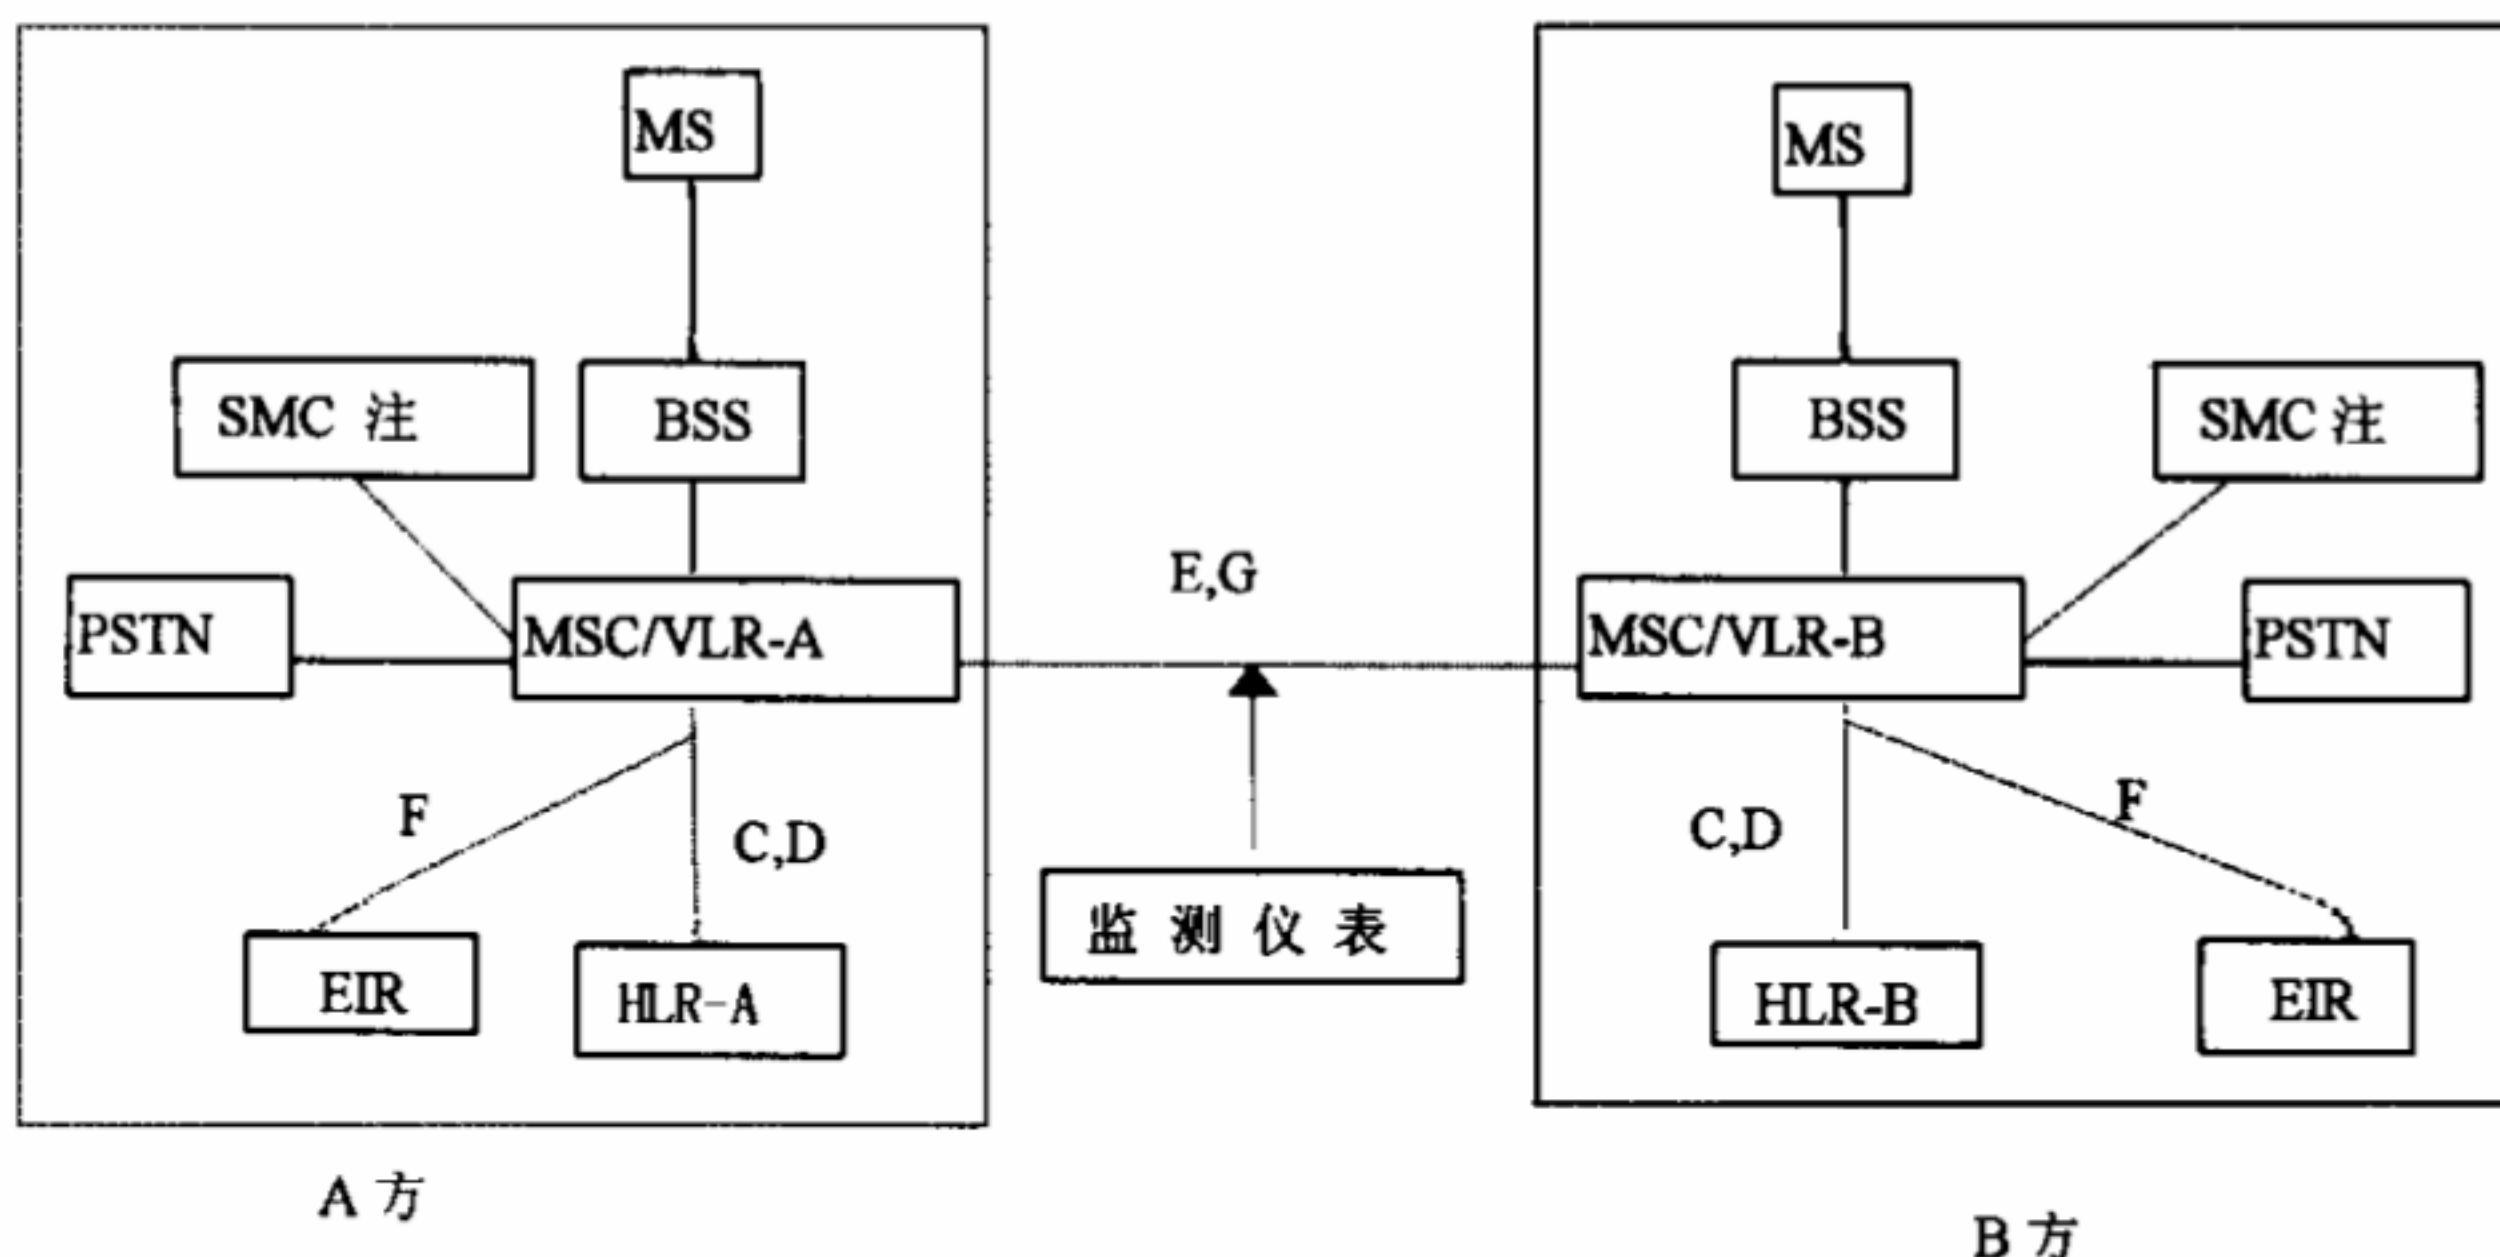 MS
SMC 注
BSS
PSTN
MSC/VLR-A
F
C,D
EIR
HLR-A
A 方
E,G
监 测 仪 表
MS
BSS
SMC 注
MSC/VLR-B
PSTN
C,D
F
HLR-B
EIR
B 方